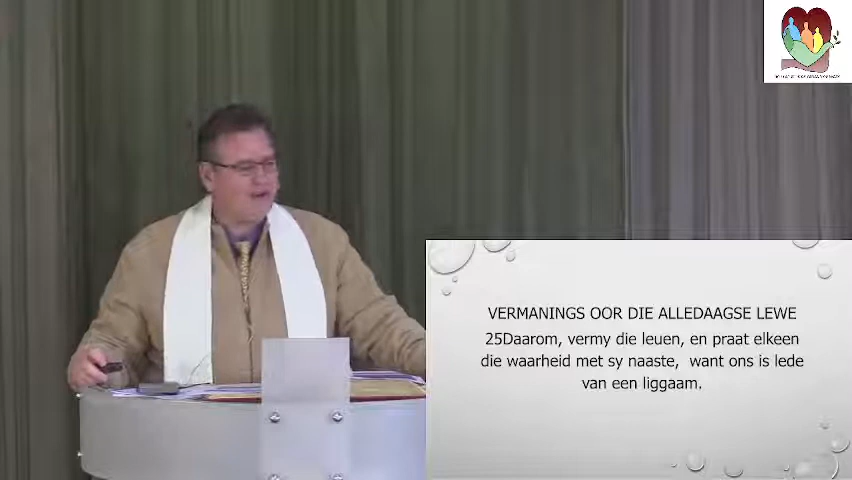 VERMANINGS OOR DIE ALLEDAAGSE LEWE
25Daarom, vermy die leuen, en praat elkeen
die waarheid met sy naaste, want ons is lede
van een liggaam.